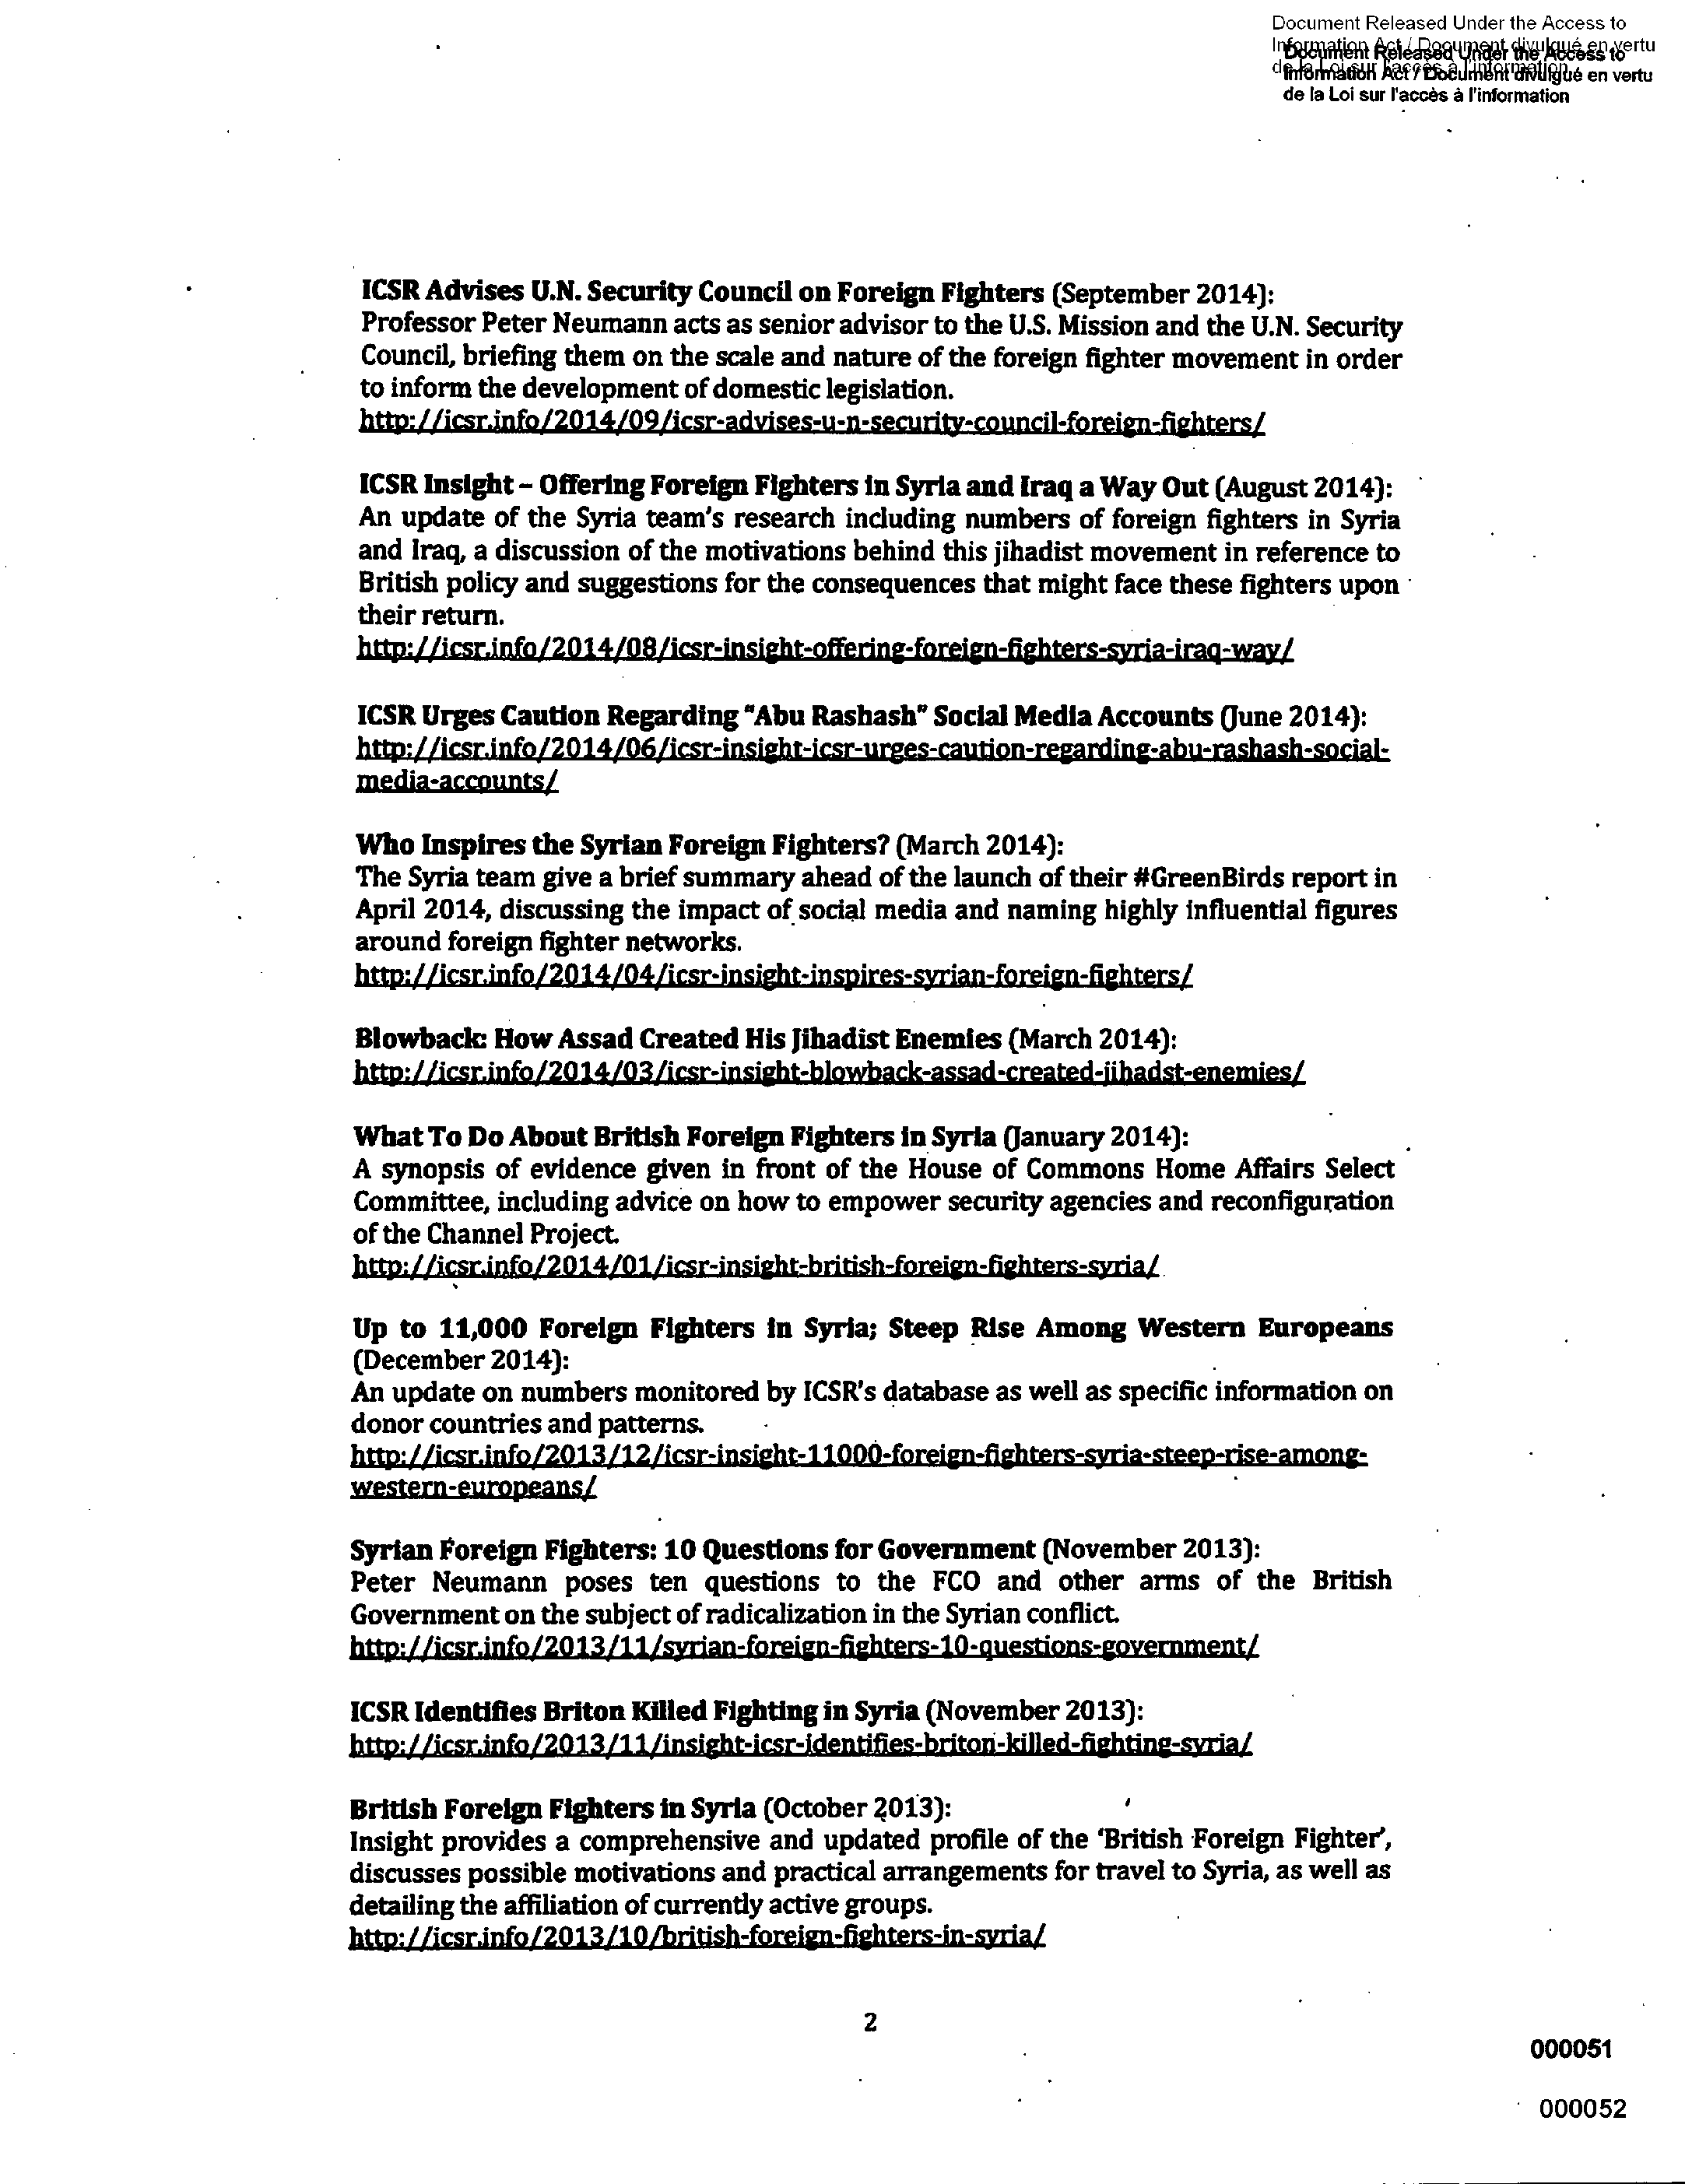 Document Released Under the Access to
Information Act / Document divulgué en vertu
de la Loi sur l'accès à l'information
Document Released Under the Access to
Information Act / Document divulgué en vertu
de la Loi sur l'accès à l'information
ICSR Advises U.N. Security Council on Foreign Fighters (September 2014):
Professor Peter Neumann acts as senior advisor to the U.S. Mission and the U.N. Security
Council, briefing them on the scale and nature of the foreign fighter movement in order
to inform the development of domestic legislation.
http://icsr.info/2014/09/icsr-advises-u-n-security-council-foreign-fighters/
ICSR Insight – Offering Foreign Fighters in Syria and Iraq a Way Out (August 2014):
An update of the Syria team's research including numbers of foreign fighters in Syria
and Iraq, a discussion of the motivations behind this jihadist movement in reference to
British policy and suggestions for the consequences that might face these fighters upon
their return.
http://icsr.info/2014/08/icsr-insight-offering-foreign-fighters-syria-iraq-way/
ICSR Urges Caution Regarding "Abu Rashash" Social Media Accounts (June 2014):
http://icsr.info/2014/06/icsr-insight-icsr-urges-caution-regarding-abu-rashash-social-
media-accounts/
Who Inspires the Syrian Foreign Fighters? (March 2014):
The Syria team give a brief summary ahead of the launch of their #GreenBirds report in
April 2014, discussing the impact of social media and naming highly influential figures
around foreign fighter networks.
http://icsr.info/2014/04/icsr-insight-inspires-syrian-foreign-fighters/
Blowback: How Assad Created His Jihadist Enemies (March 2014):
http://icsr.info/2014/03/icsr-insight-blowback-assad-created-jihadst-enemies/
What To Do About British Foreign Fighters in Syria (January 2014):
A synopsis of evidence given in front of the House of Commons Home Affairs Select
Committee, including advice on how to empower security agencies and reconfiguration
of the Channel Project.
http://icsr.info/2014/01/icsr-insight-british-foreign-fighters-syria/
Up to 11,000 Foreign Fighters in Syria; Steep Rise Among Western Europeans
(December 2014):
An update on numbers monitored by ICSR's database as well as specific information on
donor countries and patterns.
http://icsr.info/2013/12/icsr-insight-11000-foreign-fighters-syria-steep-rise-among-
western-europeans/
Syrian Foreign Fighters: 10 Questions for Government (November 2013):
Peter Neumann poses ten questions to the FCO and other arms of the British
Government on the subject of radicalization in the Syrian conflict.
http://icsr.info/2013/11/syrian-foreign-fighters-10-questions-government/
ICSR Identifies Briton Killed Fighting in Syria (November 2013):
http://icsr.info/2013/11/insight-icsr-identifies-briton-killed-fighting-syria/
British Foreign Fighters in Syria (October 2013):
Insight provides a comprehensive and updated profile of the 'British Foreign Fighter',
discusses possible motivations and practical arrangements for travel to Syria, as well as
detailing the affiliation of currently active groups.
http://icsr.info/2013/10/british-foreign-fighters-in-syria/
2
000051
000052